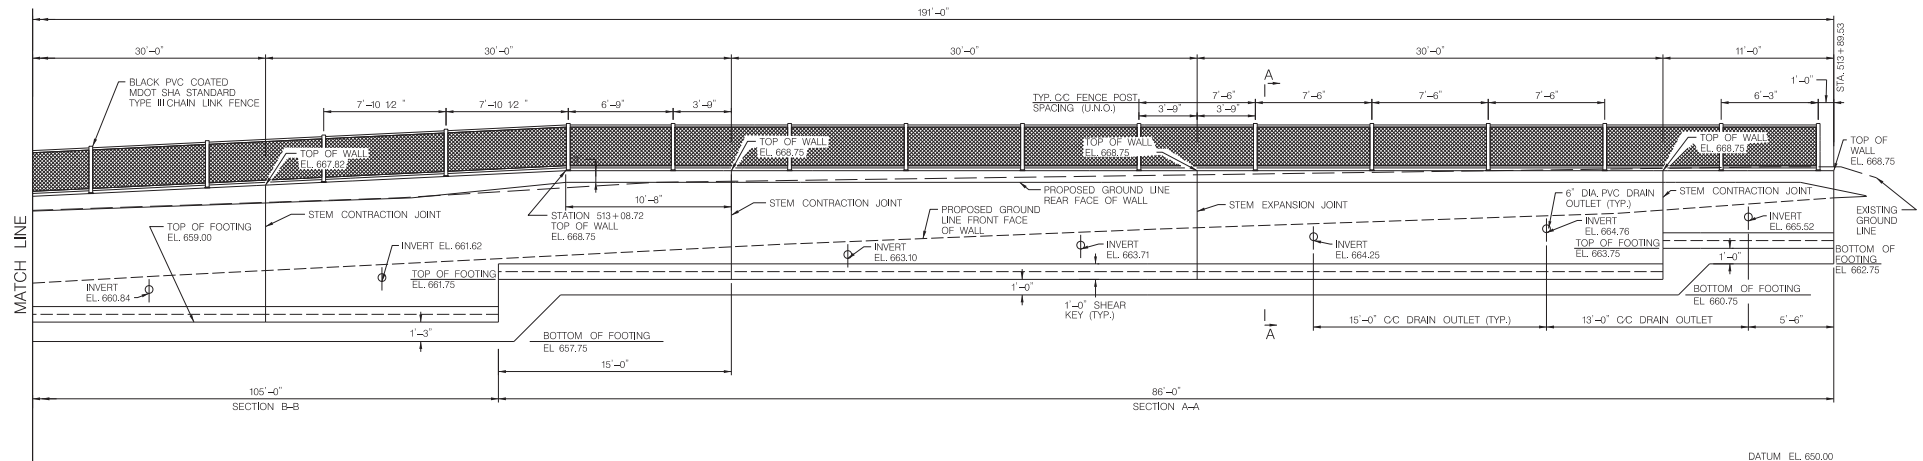 191'-0"
30'-0"
30'-0"
30'-0"
30'-0"
11'-0"
STA. 513+89.53
BLACK PVC COATED
MDOT SHA STANDARD
TYPE III CHAIN LINK FENCE
7'-10 1/2 "
7'-10 1/2 "
6'-9"
3'-9"
TYP. C/C FENCE POST
SPACING (U.N.O.)
3'-9"
7'-6"
3'-9"
A
7'-6"
7'-6"
7'-6"
6'-3"
1'-0"
TOP OF WALL
EL. 667.82
TOP OF WALL
EL. 668.75
TOP OF WALL
EL. 668.75
TOP OF WALL
EL. 668.75
TOP OF
WALL
EL. 668.75
10'-8"
PROPOSED GROUND LINE
REAR FACE OF WALL
6" DIA. PVC DRAIN
OUTLET (TYP.)
STEM CONTRACTION JOINT
STEM CONTRACTION JOINT
STATION 513+08.72
TOP OF WALL
EL. 668.75
STEM CONTRACTION JOINT
PROPOSED GROUND
LINE FRONT FACE
OF WALL
STEM EXPANSION JOINT
EXISTING
GROUND
LINE
TOP OF FOOTING
EL. 659.00
INVERT
EL. 660.84
INVERT EL. 661.62
INVERT
EL. 663.10
INVERT
EL. 663.71
INVERT
EL. 664.25
INVERT
EL. 664.76
INVERT
EL. 665.52
TOP OF FOOTING
EL. 661.75
TOP OF FOOTING
EL. 663.75
BOTTOM OF
FOOTING
EL 662.75
1'-0"
1'-0"
1'-0" SHEAR
KEY (TYP.)
BOTTOM OF FOOTING
EL 660.75
MATCH LINE
1'-3"
BOTTOM OF FOOTING
EL 657.75
A
15'-0" C/C DRAIN OUTLET (TYP.)
13'-0" C/C DRAIN OUTLET
5'-6"
15'-0"
105'-0"
SECTION B-B
86'-0"
SECTION A-A
DATUM EL. 650.00